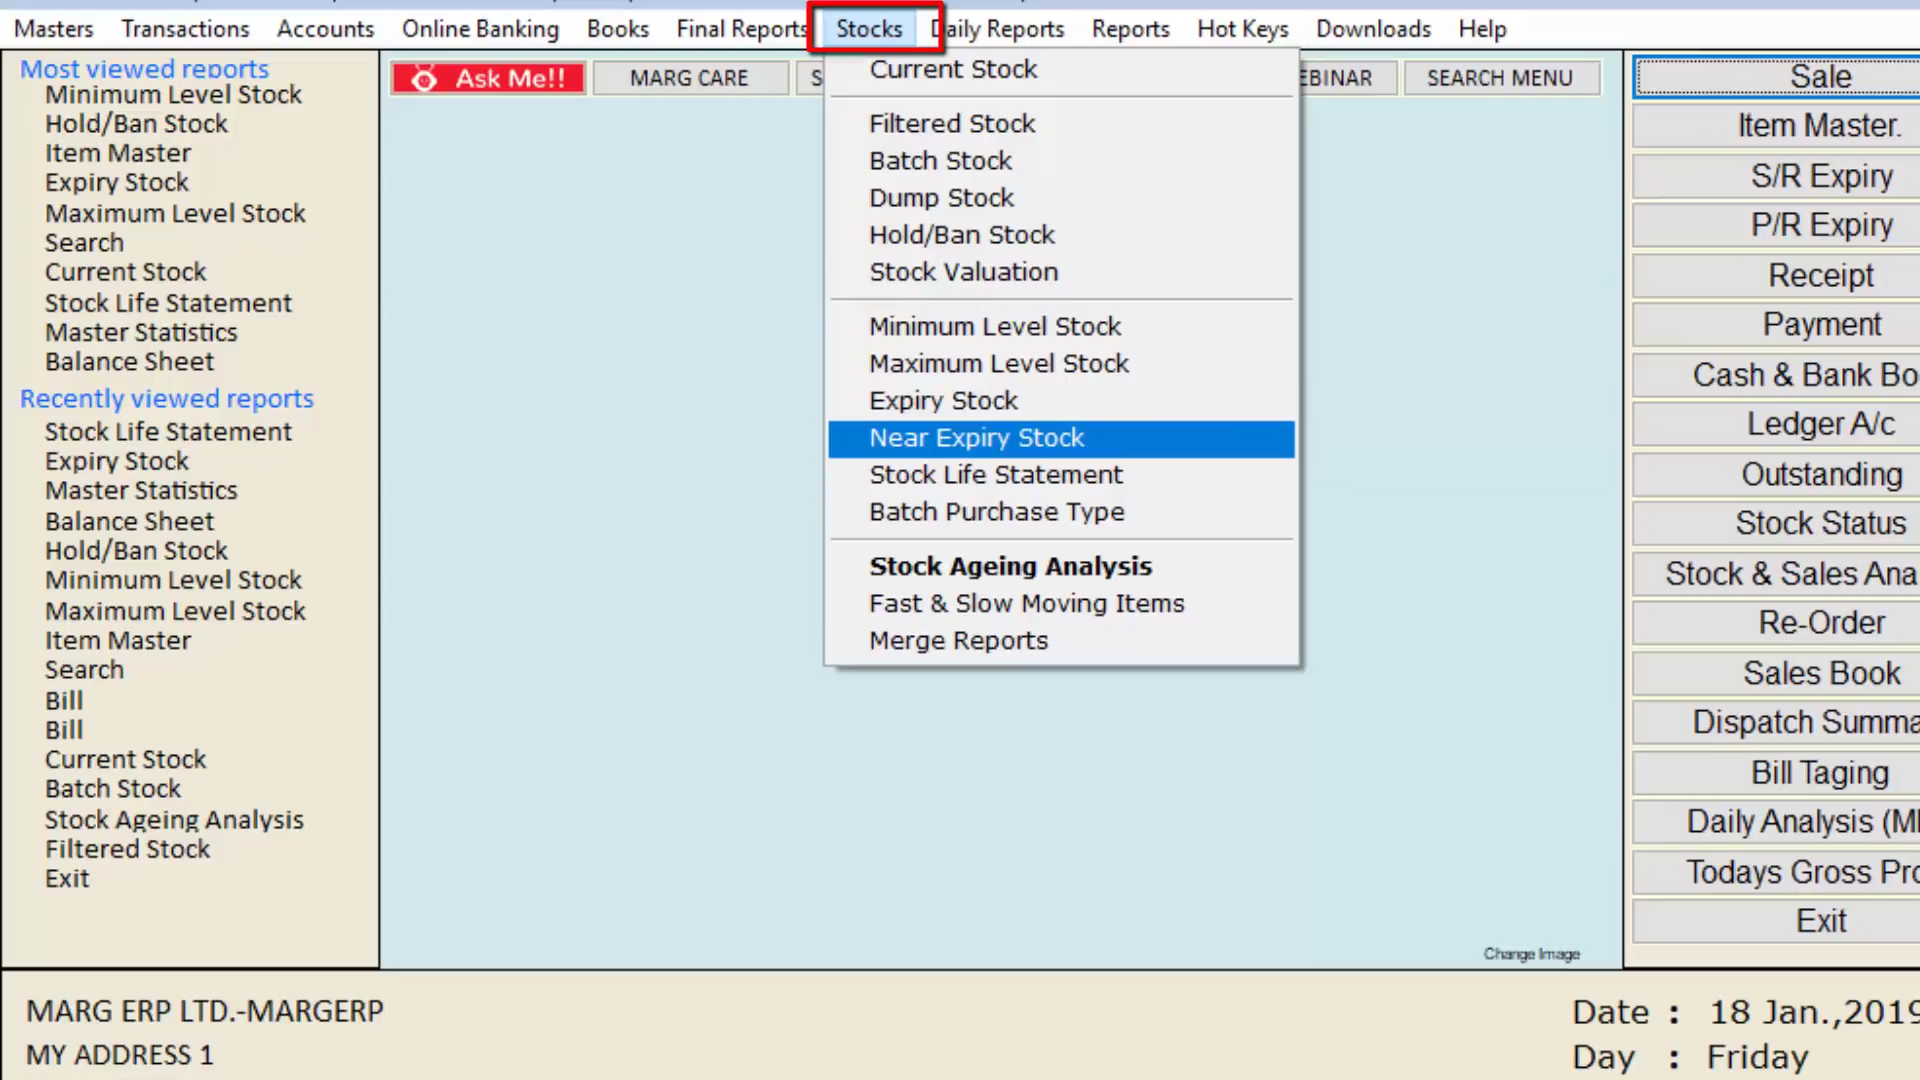 Masters Transactions Accounts Online Banking Books Final Reports Stocks Daily Reports Reports Hot Keys Downloads Help
Most viewed reports
Minimum Level Stock
Hold/Ban Stock
Item Master
Expiry Stock
Maximum Level Stock
Search
Current Stock
Stock Life Statement
Master Statistics
Balance Sheet
Recently viewed reports
Stock Life Statement
Expiry Stock
Master Statistics
Balance Sheet
Hold/Ban Stock
Minimum Level Stock
Maximum Level Stock
Item Master
Search
Bill
Bill
Current Stock
Batch Stock
Stock Ageing Analysis
Filtered Stock
Exit
Ask Me!! MARG CARE S EBINAR SEARCH MENU
Current Stock
Filtered Stock
Batch Stock
Dump Stock
Hold/Ban Stock
Stock Valuation
Minimum Level Stock
Maximum Level Stock
Expiry Stock
Near Expiry Stock
Stock Life Statement
Batch Purchase Type
Stock Ageing Analysis
Fast & Slow Moving Items
Merge Reports
Change Image
Sale
Item Master.
S/R Expiry
P/R Expiry
Receipt
Payment
Cash & Bank Bo
Ledger A/c
Outstanding
Stock Status
Stock & Sales Ana
Re-Order
Sales Book
Dispatch Summa
Bill Taging
Daily Analysis (MI
Todays Gross Pro
Exit
MARG ERP LTD.-MARGERP
MY ADDRESS 1
Date : 18 Jan.,2019
Day : Friday